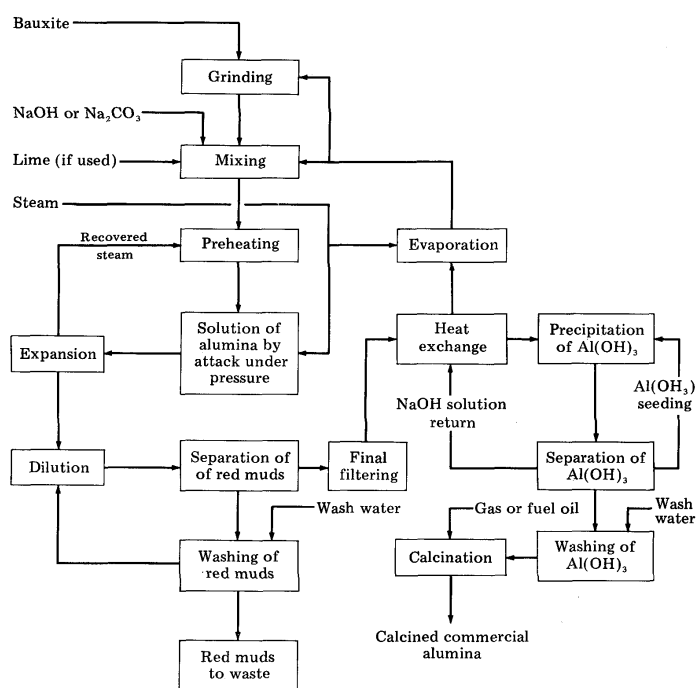 Bauxite
Grinding
NaOH or Na₂CO₃
Lime (if used)
Mixing
Steam
Recovered
steam
Preheating
Evaporation
Expansion
Solution of
alumina by
attack under
pressure
Heat
exchange
Precipitation
of Al(OH)₃
NaOH solution
return
Al(OH₃)
seeding
Dilution
Separation of
of red muds
Final
filtering
Separation of
Al(OH)₃
Wash water
Gas or fuel oil
Wash
water
Washing of
red muds
Calcination
Washing of
Al(OH)₃
Calcined commercial
alumina
Red muds
to waste